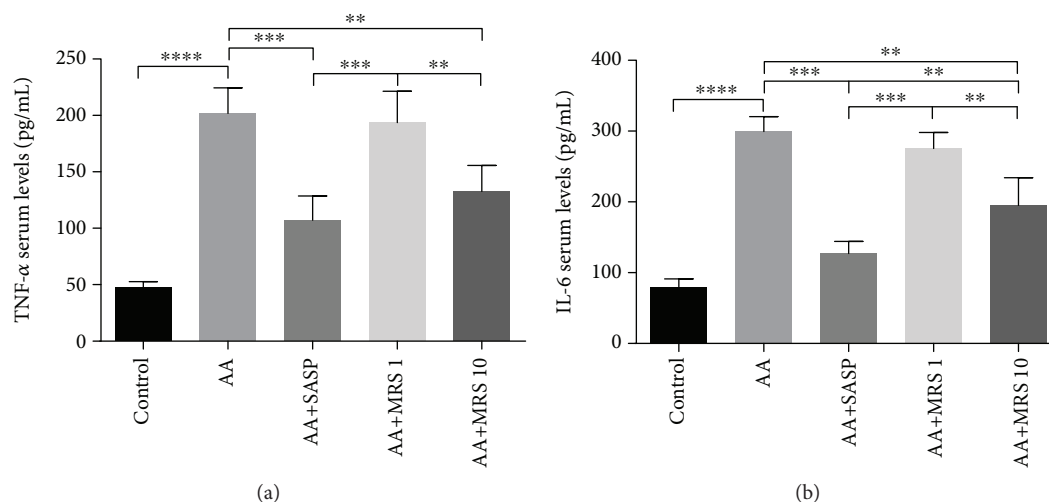 **
****
***
***
**
TNF-α serum levels (pg/mL)
250
200
150
100
50
0
Control
AA
AA+SASP
AA+MRS 1
AA+MRS 10
(a)
**
****
***
**
***
**
IL-6 serum levels (pg/mL)
400
300
200
100
0
Control
AA
AA+SASP
AA+MRS 1
AA+MRS 10
(b)